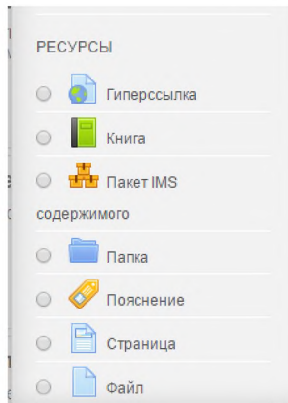 РЕСУРСЫ
Гиперссылка
Книга
Пакет IMS
содержимого
Папка
Пояснение
Страница
Файл